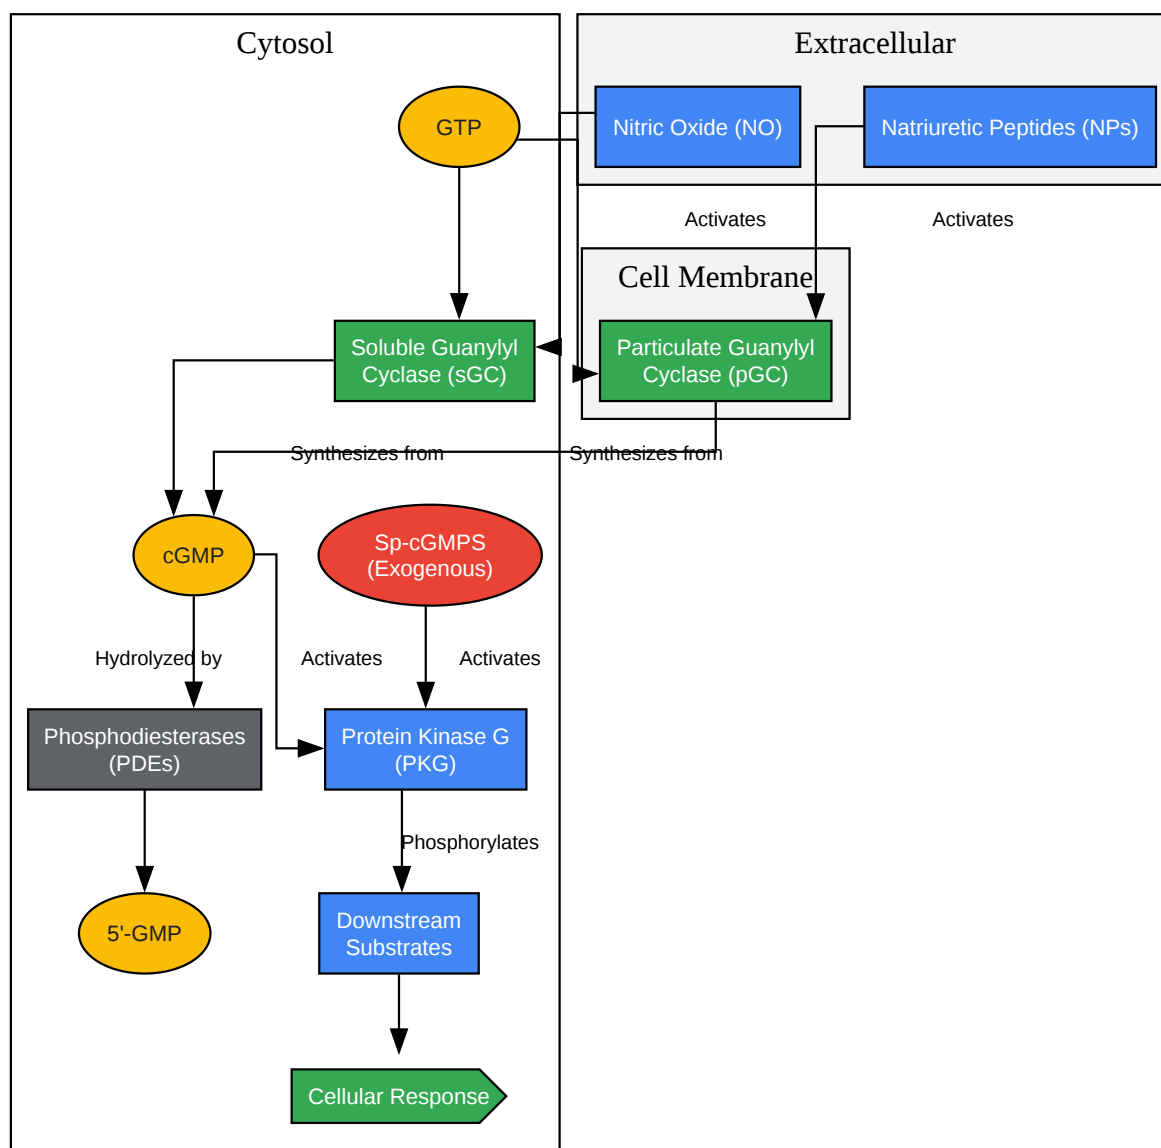 Cytosol
Extracellular
GTP
Nitric Oxide (NO)
Natriuretic Peptides (NPs)
Activates
Activates
Cell Membrane
Soluble Guanylyl
Cyclase (sGC)
Particulate Guanylyl
Cyclase (pGC)
Synthesizes from
Synthesizes from
cGMP
Sp-cGMPS
(Exogenous)
Hydrolyzed by
Activates
Activates
Phosphodiesterases
(PDEs)
Protein Kinase G
(PKG)
Phosphorylates
5'-GMP
Downstream
Substrates
Cellular Response